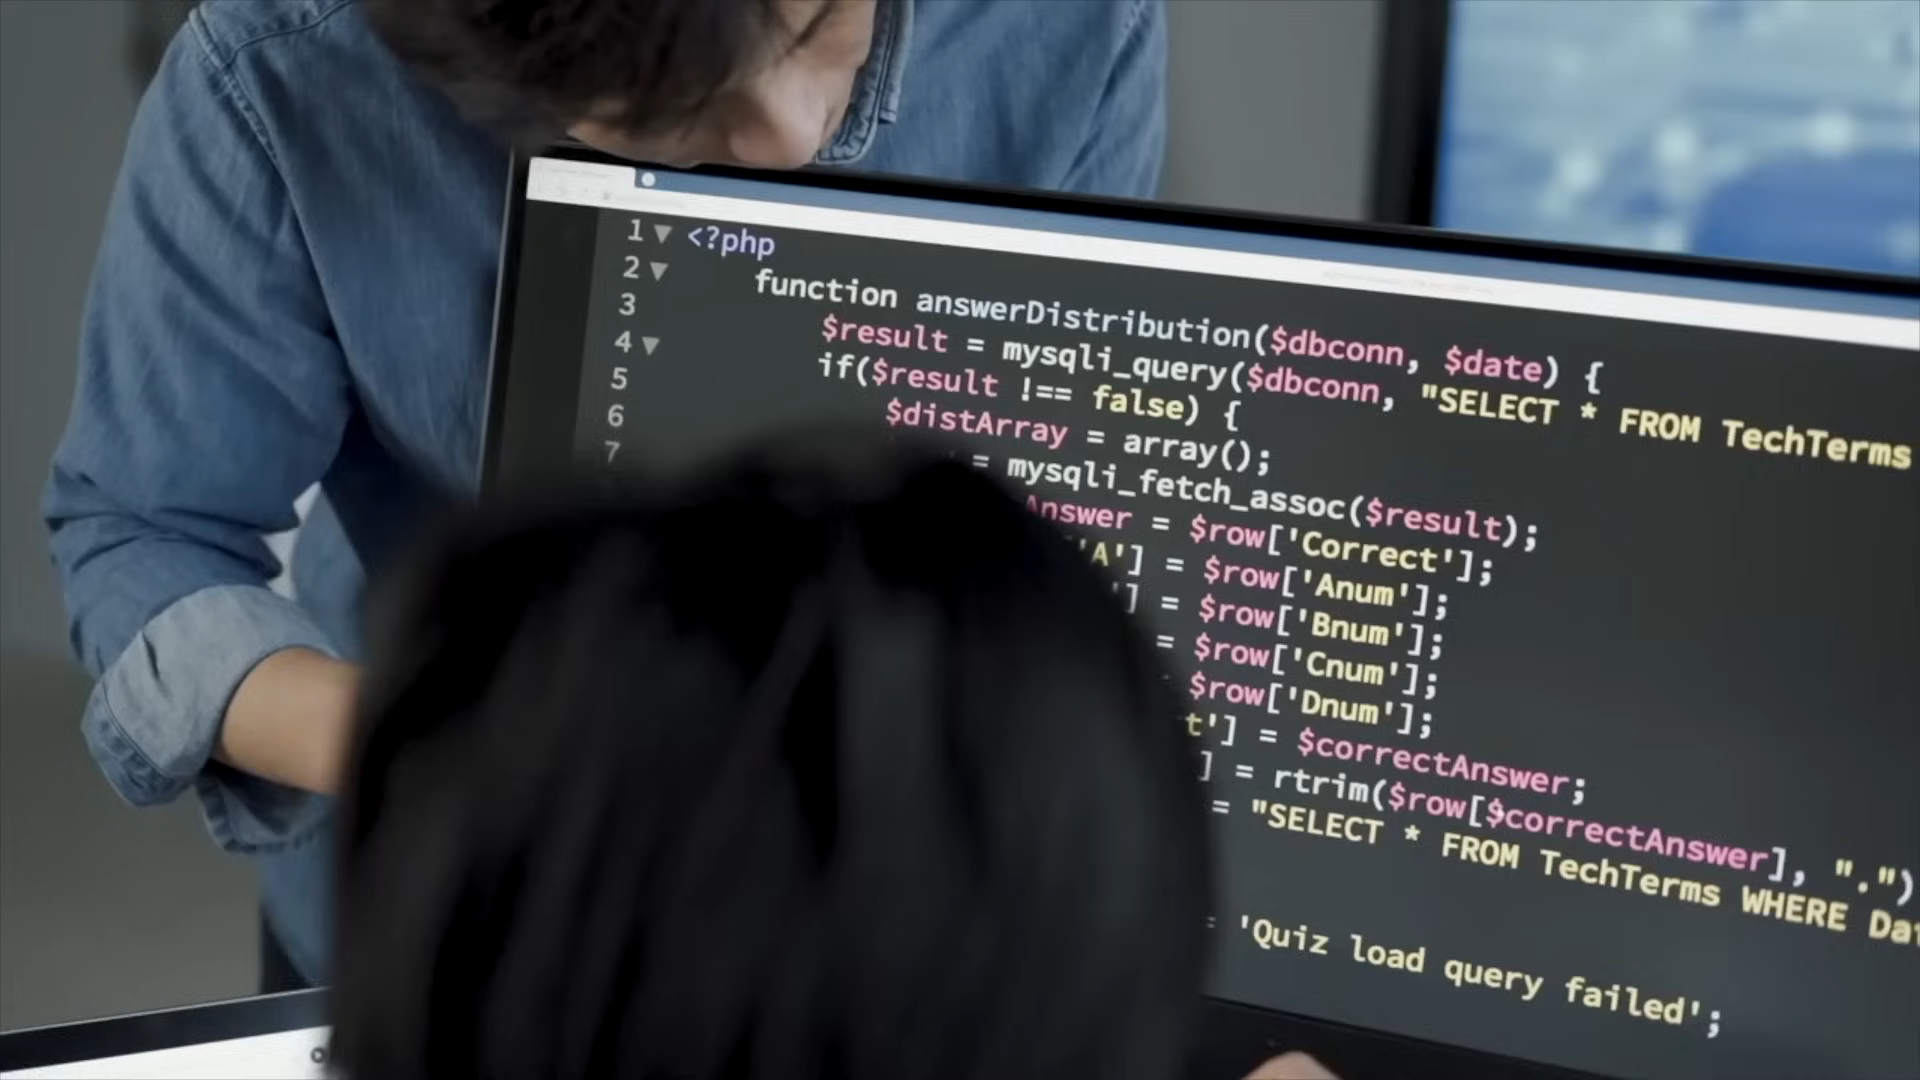 1 <?php
2 function answerDistribution($dbconn, $date) {
3 $result = mysqli_query($dbconn, "SELECT * FROM TechTerms
4 if($result !== false) {
5 $distArray = array();
6 = mysqli_fetch_assoc($result);
7 Answer = $row['Correct'];
'A'] = $row['Anum'];
'] = $row['Bnum'];
= $row['Cnum'];
$row['Dnum'];
t'] = $correctAnswer;
] = rtrim($row[$correctAnswer], ".")
= "SELECT * FROM TechTerms WHERE Dat
= 'Quiz load query failed';